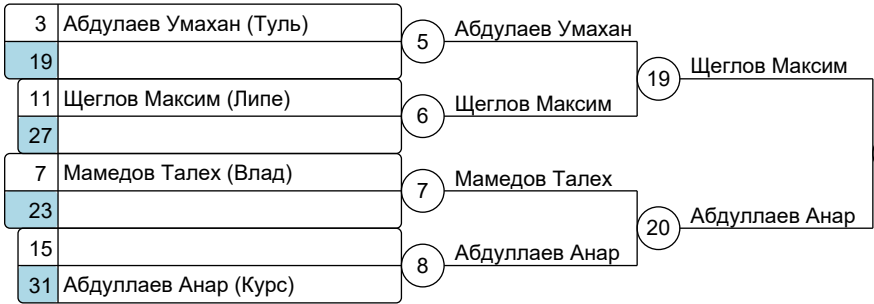 3 Абдулаев Умахан (Туль)
19
5 Абдулаев Умахан
11 Щеглов Максим (Липе)
27
6 Щеглов Максим
19 Щеглов Максим
7 Мамедов Талех (Влад)
23
7 Мамедов Талех
15
31 Абдуллаев Анар (Курс)
8 Абдуллаев Анар
20 Абдуллаев Анар